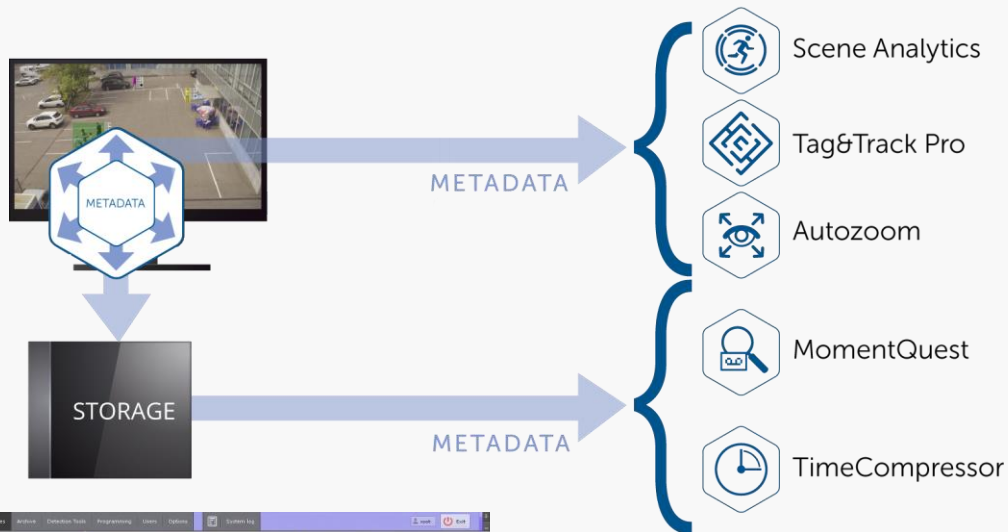 Scene Analytics
METADATA
Tag&Track Pro
METADATA
Autozoom
MomentQuest
STORAGE
METADATA
TimeCompressor
Archive Detection Tools Programming Users Options System log Exit